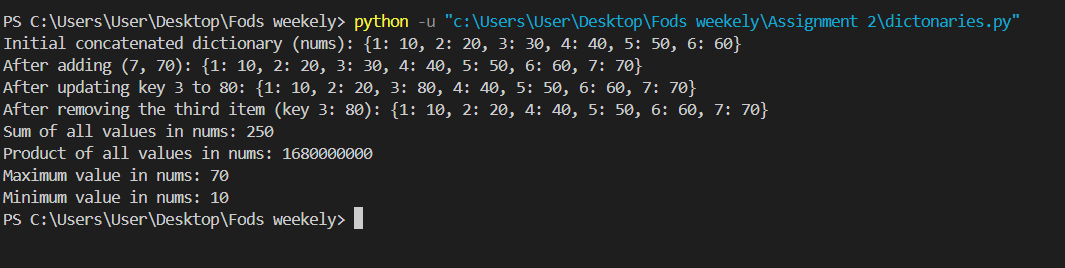 PS C:\Users\User\Desktop\Fods weekely> python -u "c:\Users\User\Desktop\Fods weekely\Assignment 2\dictonaries.py"
Initial concatenated dictionary (nums): {1: 10, 2: 20, 3: 30, 4: 40, 5: 50, 6: 60}
After adding (7, 70): {1: 10, 2: 20, 3: 30, 4: 40, 5: 50, 6: 60, 7: 70}
After updating key 3 to 80: {1: 10, 2: 20, 3: 80, 4: 40, 5: 50, 6: 60, 7: 70}
After removing the third item (key 3: 80): {1: 10, 2: 20, 4: 40, 5: 50, 6: 60, 7: 70}
Sum of all values in nums: 250
Product of all values in nums: 1680000000
Maximum value in nums: 70
Minimum value in nums: 10
PS C:\Users\User\Desktop\Fods weekely>